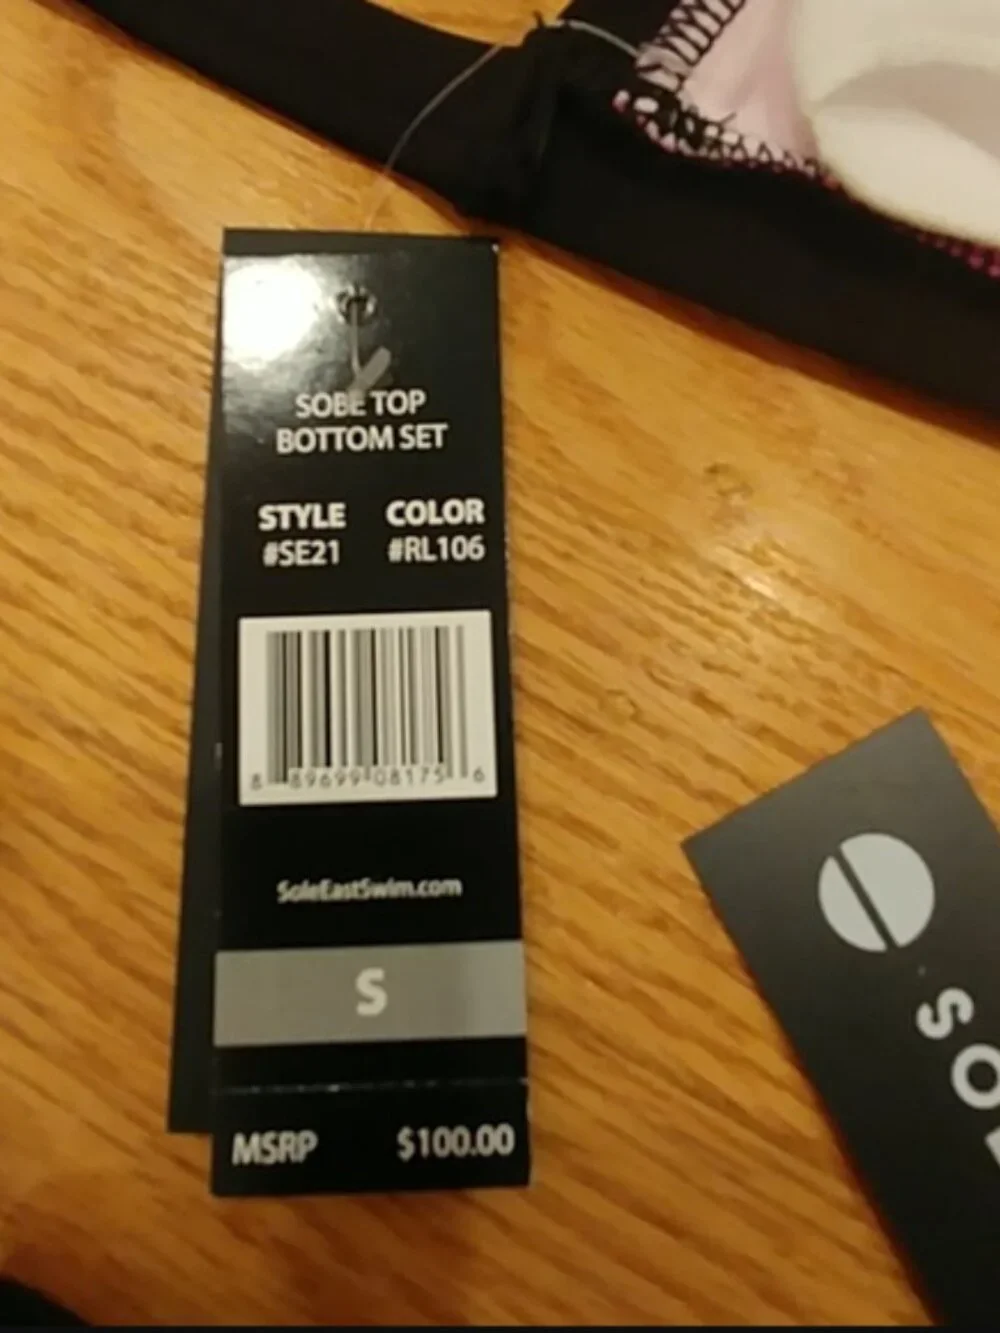 SOBE TOP
BOTTOM SET
STYLE COLOR
#SE21 #RL106
8 89699 08175 6
SoleEastSwim.com
S
MSRP $100.00
SO